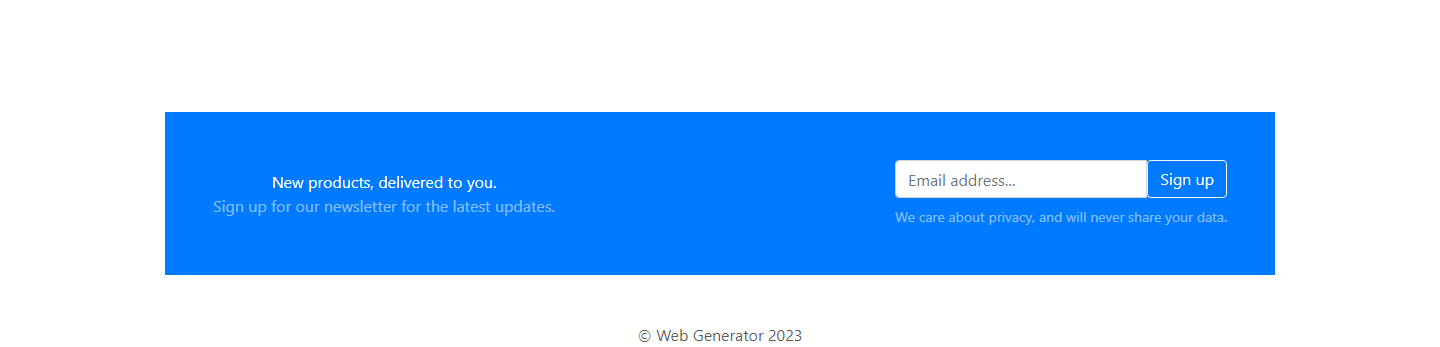 New products, delivered to you.
Sign up for our newsletter for the latest updates.
Email address...
Sign up
We care about privacy, and will never share your data.
© Web Generator 2023